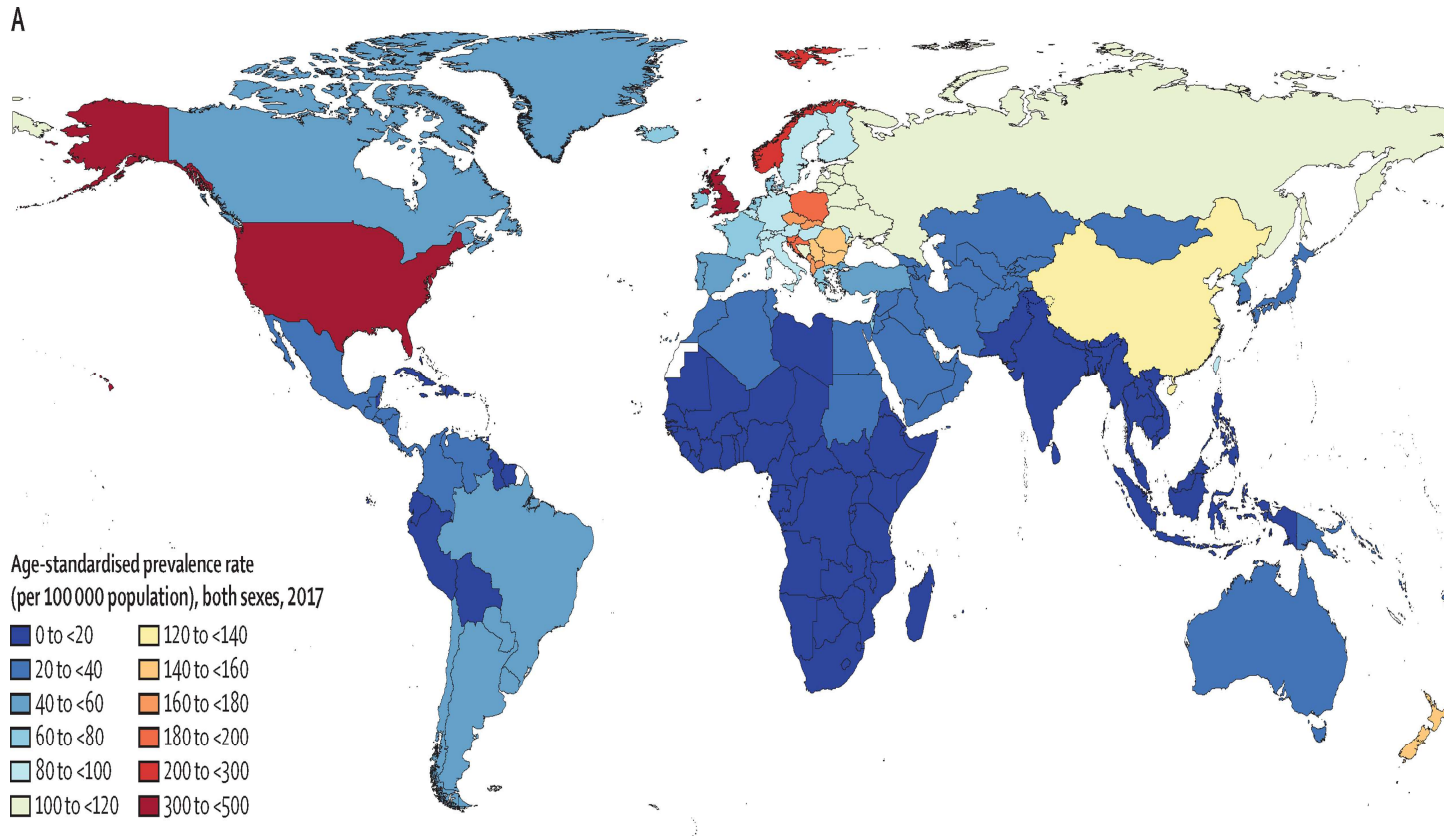 A
Age-standardised prevalence rate
(per 100 000 population), both sexes, 2017
0 to <20
20 to <40
40 to <60
60 to <80
80 to <100
100 to <120
120 to <140
140 to <160
160 to <180
180 to <200
200 to <300
300 to <500